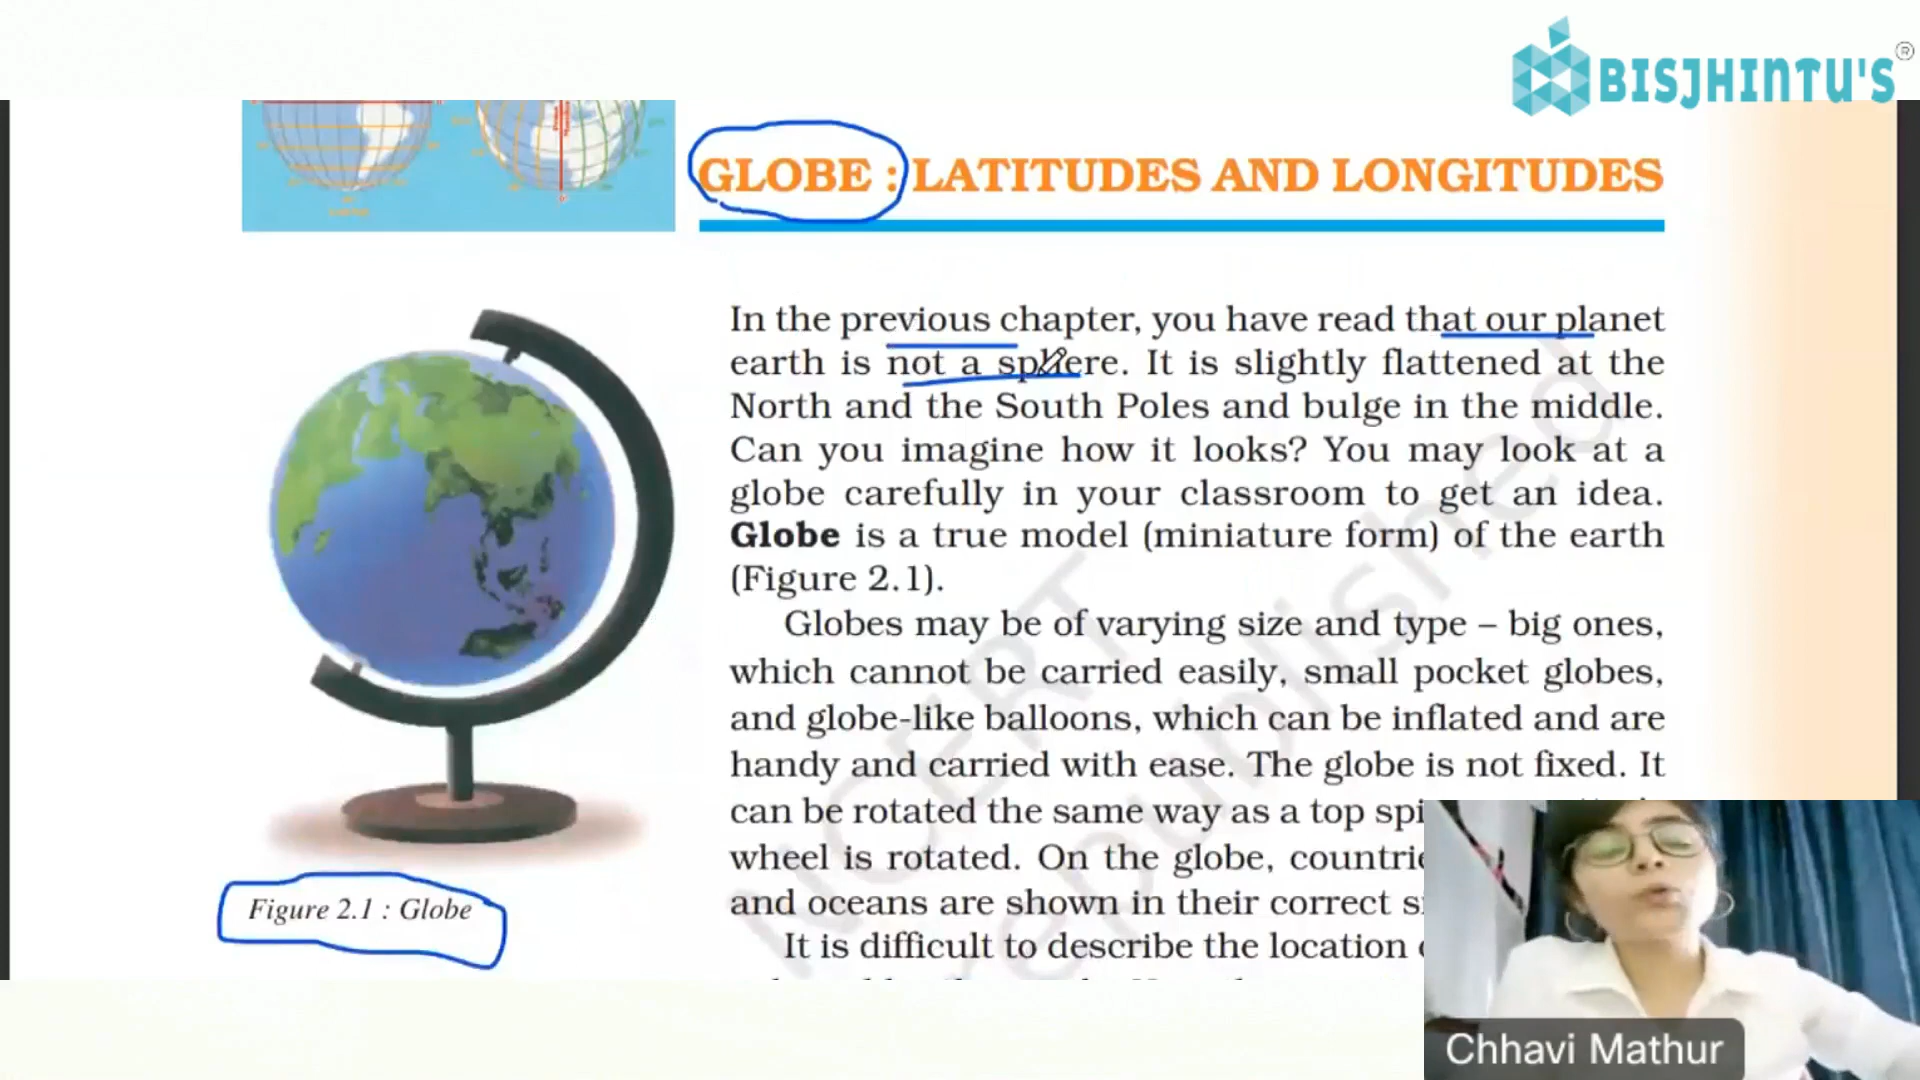 BISJHINTU'S®
GLOBE : LATITUDES AND LONGITUDES
In the previous chapter, you have read that our planet
earth is not a sphere. It is slightly flattened at the
North and the South Poles and bulge in the middle.
Can you imagine how it looks? You may look at a
globe carefully in your classroom to get an idea.
Globe is a true model (miniature form) of the earth
(Figure 2.1).
Globes may be of varying size and type – big ones,
which cannot be carried easily, small pocket globes,
and globe-like balloons, which can be inflated and are
handy and carried with ease. The globe is not fixed. It
can be rotated the same way as a top
wheel is rotated. On the globe,
and oceans are shown in their correct
It is difficult to describe the location
Figure 2.1 : Globe
NCERT
Chhavi Mathur